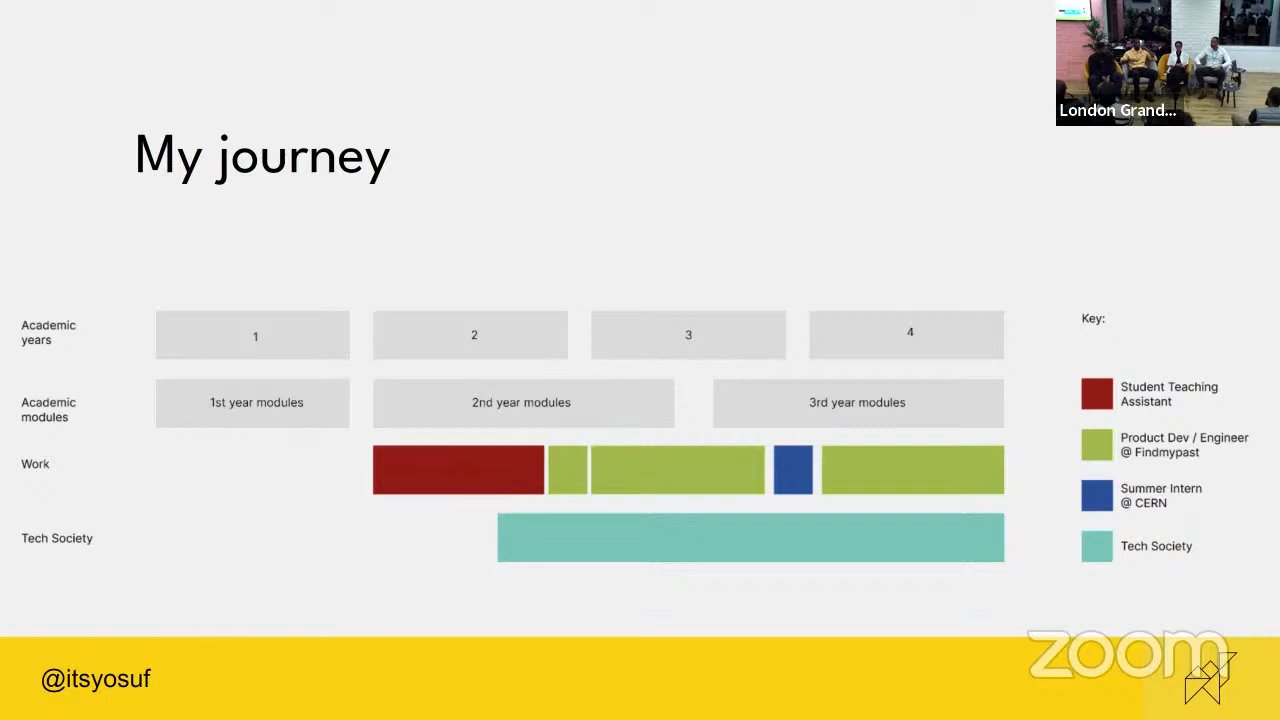 London Grand...
My journey
Academic
years
1
2
3
4
Academic
modules
1st year modules
2nd year modules
3rd year modules
Work
Tech Society
Key:
Student Teaching
Assistant
Product Dev / Engineer
@ Findmypast
Summer Intern
@ CERN
Tech Society
@itsyosuf
zoom